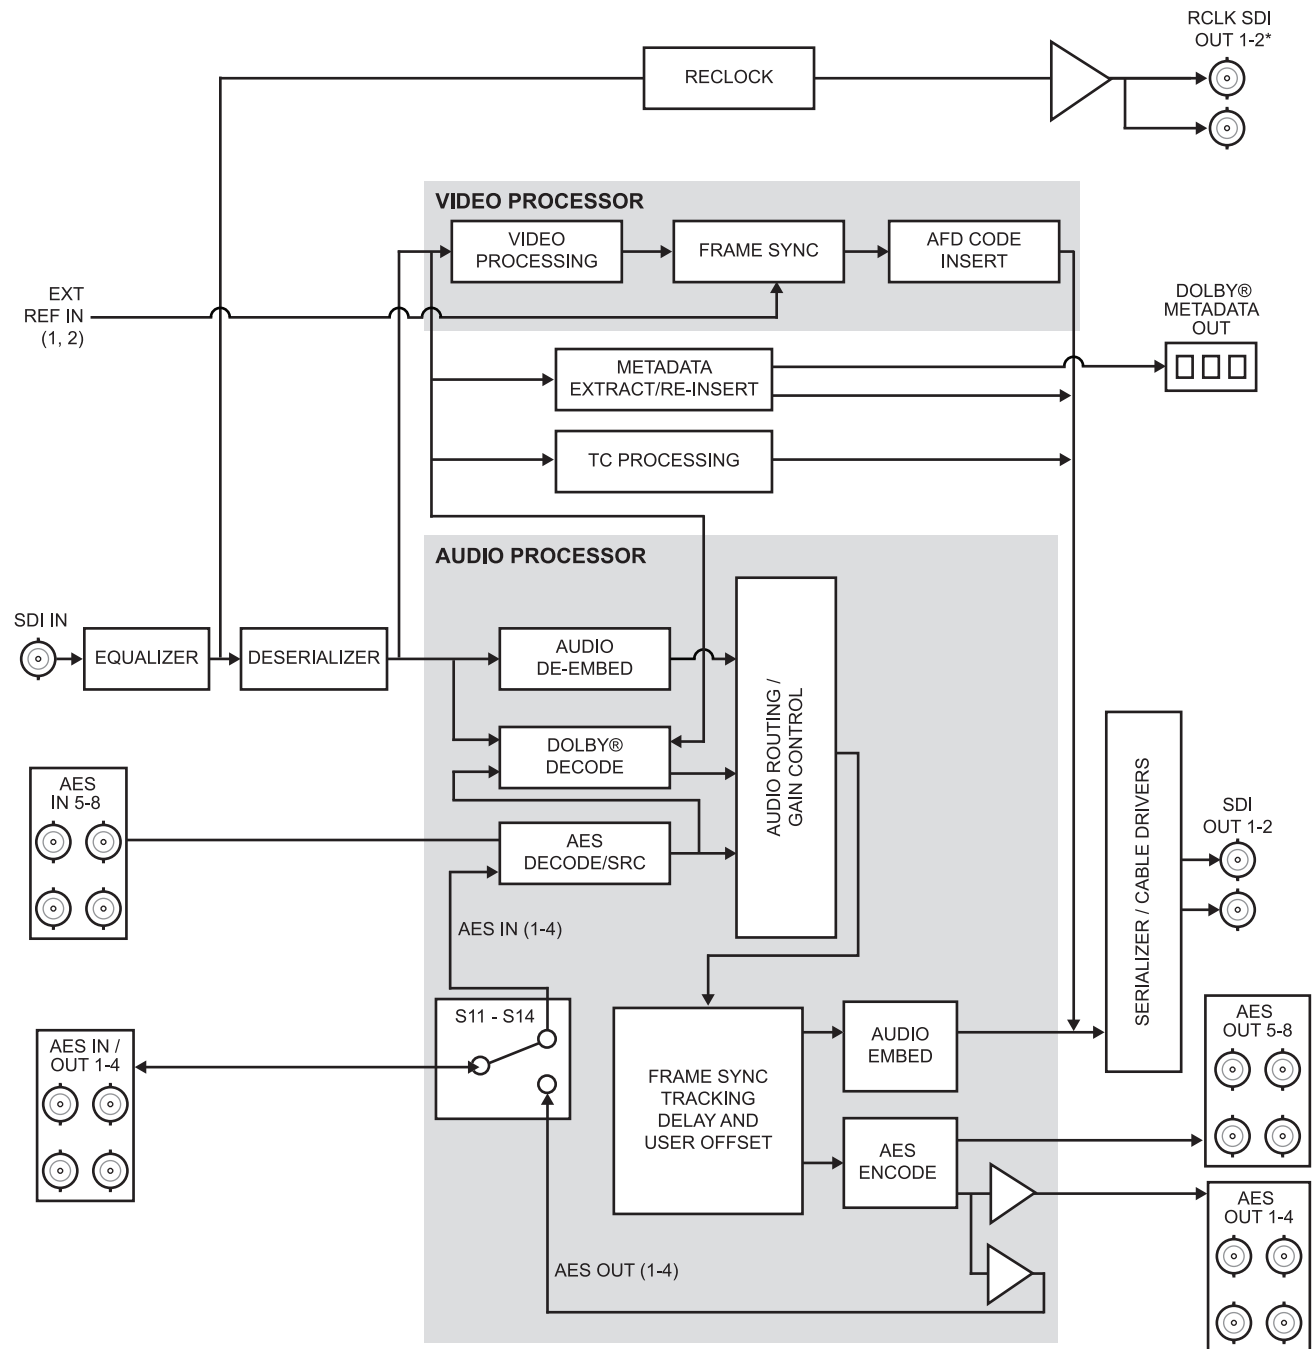 RCLK SDI
OUT 1-2*
RECLOCK
VIDEO PROCESSOR
VIDEO
PROCESSING
FRAME SYNC
AFD CODE
INSERT
EXT
REF IN
(1, 2)
DOLBY®
METADATA
OUT
METADATA
EXTRACT/RE-INSERT
TC PROCESSING
AUDIO PROCESSOR
SDI IN
EQUALIZER
DESERIALIZER
AUDIO
DE-EMBED
DOLBY®
DECODE
AES
DECODE/SRC
AUDIO ROUTING /
GAIN CONTROL
AES
IN 5-8
AES IN (1-4)
SERIALIZER / CABLE DRIVERS
SDI
OUT 1-2
S11 - S14
AES IN /
OUT 1-4
FRAME SYNC
TRACKING
DELAY AND
USER OFFSET
AUDIO
EMBED
AES
ENCODE
AES
OUT 5-8
AES
OUT 1-4
AES OUT (1-4)